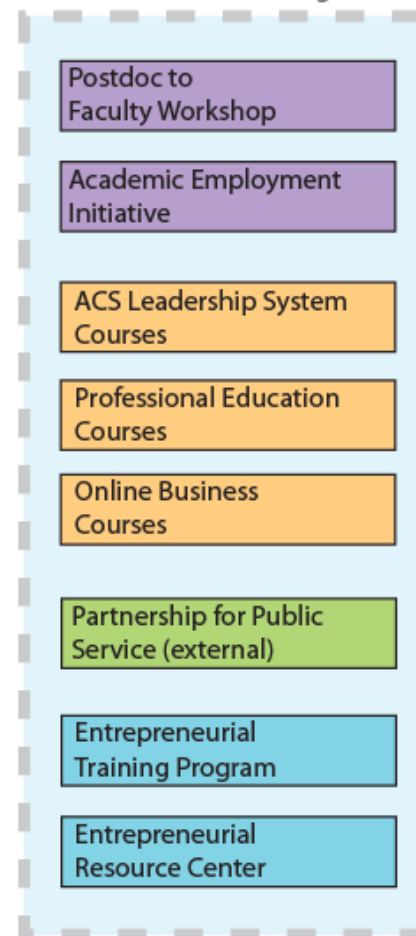 Postdoc to
Faculty Workshop
Academic Employment
Initiative
ACS Leadership System
Courses
Professional Education
Courses
Online Business
Courses
Partnership for Public
Service (external)
Entrepreneurial
Training Program
Entrepreneurial
Resource Center